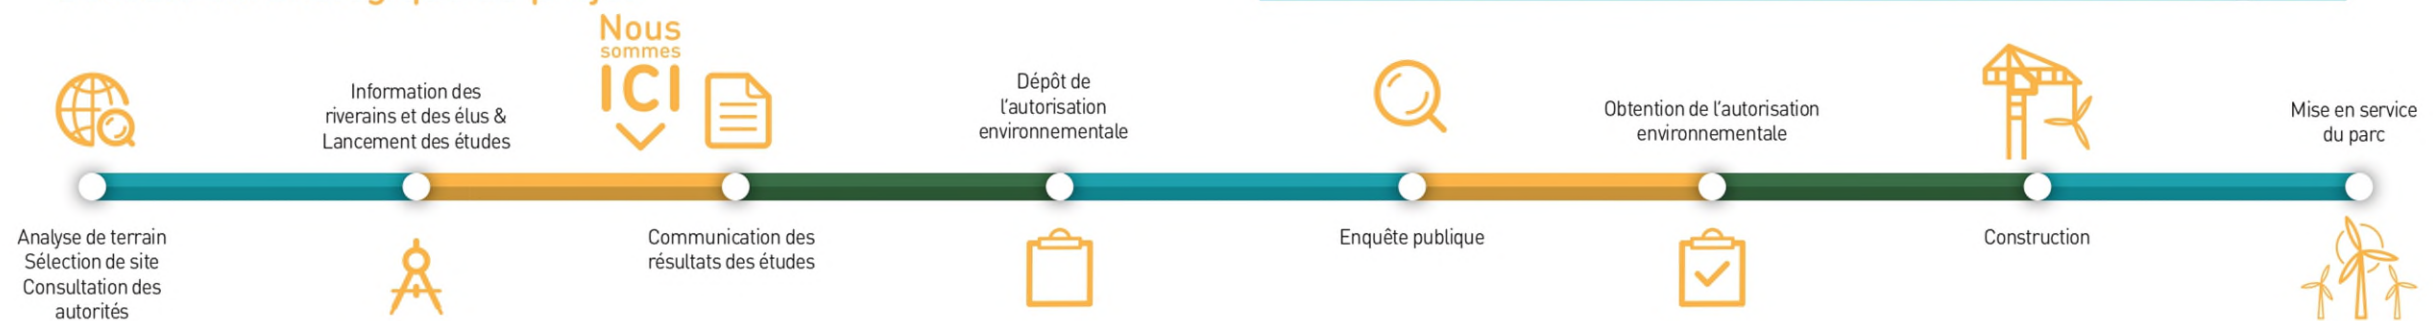 Nous
sommes
ICI
Information des
riverains et des élus &
Lancement des études
Dépôt de
l'autorisation
environnementale
Obtention de l'autorisation
environnementale
Mise en service
du parc
Analyse de terrain
Sélection de site
Consultation des
autorités
Communication des
résultats des études
Enquête publique
Construction